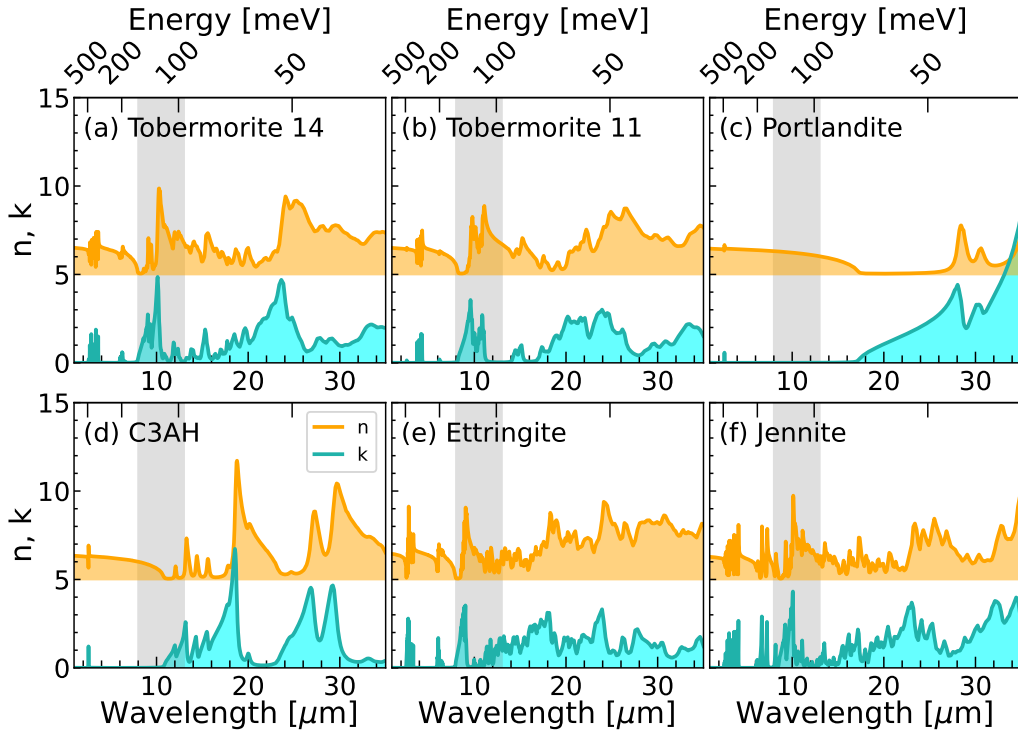 Energy [meV] Energy [meV] Energy [meV]
500 200 100 50 500 200 100 50 500 200 100 50
15 (a) Tobermorite 14 (b) Tobermorite 11 (c) Portlandite
10
n, k
5
0
10 20 30 10 20 30 10 20 30
15 (d) C3AH n (e) Ettringite (f) Jennite
k
10
n, k
5
0
10 20 30 10 20 30 10 20 30
Wavelength [μm] Wavelength [μm] Wavelength [μm]